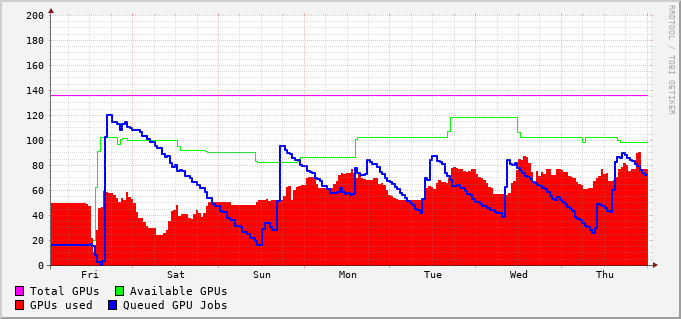 200
180
160
140
120
100
80
60
40
20
0
Fri Sat Sun Mon Tue Wed Thu
Total GPUs Available GPUs
GPUs used Queued GPU Jobs
RRDTOOL / TOBI OETIKER